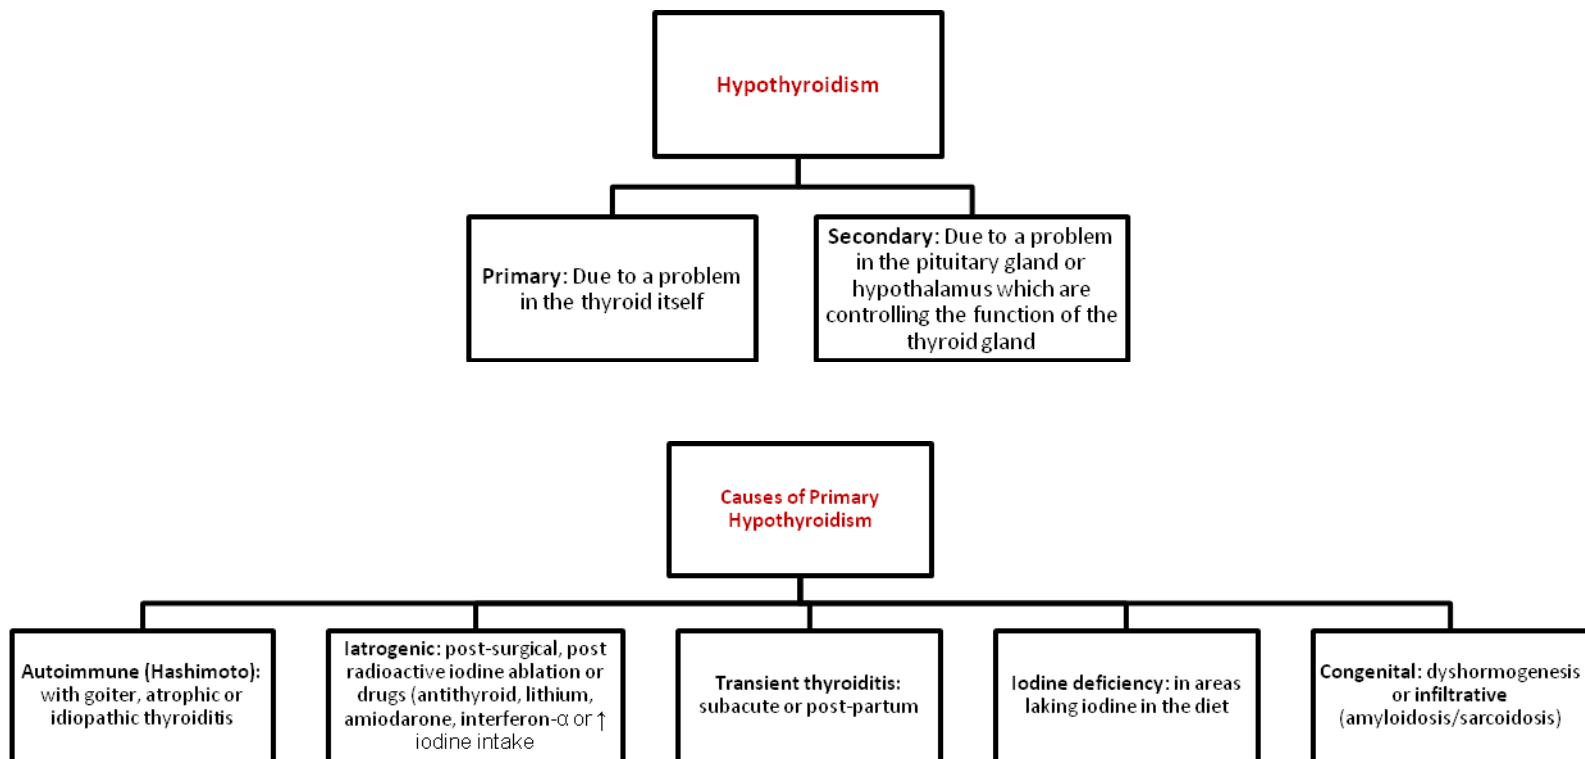 Hypothyroidism
Primary: Due to a problem
in the thyroid itself
Secondary: Due to a problem
in the pituitary gland or
hypothalamus which are
controlling the function of the
thyroid gland
Causes of Primary
Hypothyroidism
Autoimmune (Hashimoto):
with goiter, atrophic or
idiopathic thyroiditis
Iatrogenic: post-surgical, post
radioactive iodine ablation or
drugs (antithyroid, lithium,
amiodarone, interferon-α or ↑
iodine intake
Transient thyroiditis:
subacute or post-partum
Iodine deficiency: in areas
laking iodine in the diet
Congenital: dyshormogenesis
or infiltrative
(amyloidosis/sarcoidosis)